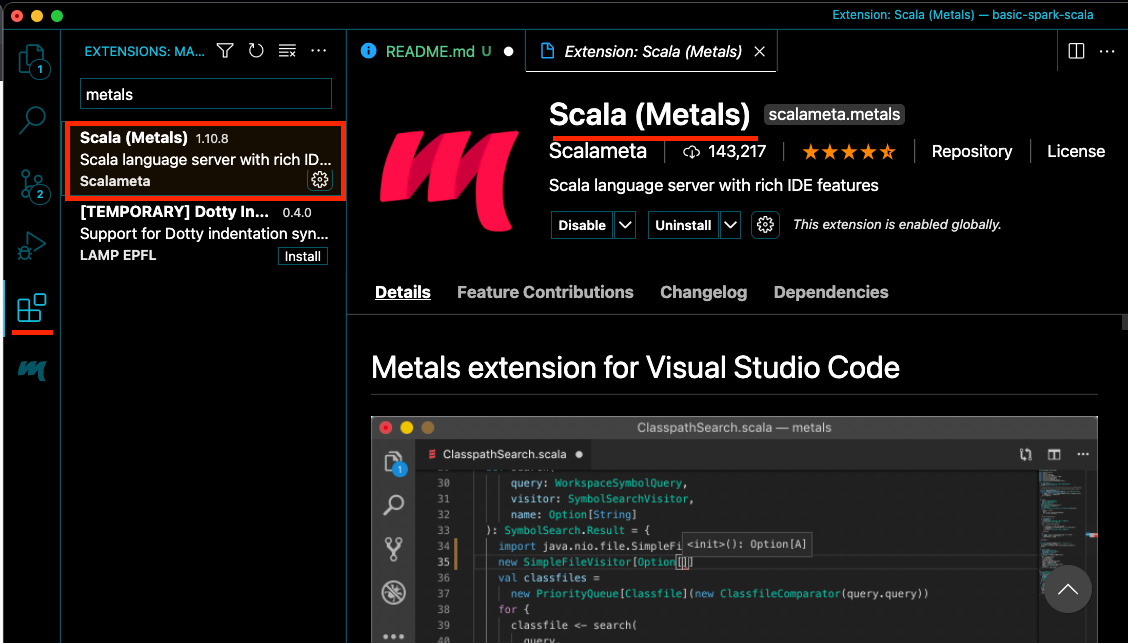 Extension: Scala (Metals) — basic-spark-scala
EXTENSIONS: MA...
README.md U
Extension: Scala (Metals)
1
metals
Scala (Metals) 1.10.8
Scala language server with rich ID...
Scalameta
[TEMPORARY] Dotty In... 0.4.0
Support for Dotty indentation syn...
LAMP EPFL Install
2
Scala (Metals) scalameta.metals
Scalameta 143,217 Repository License
Scala language server with rich IDE features
Disable Uninstall This extension is enabled globally.
Details Feature Contributions Changelog Dependencies
Metals extension for Visual Studio Code
ClasspathSearch.scala — metals
ClasspathSearch.scala
1
30 query: WorkspaceSymbolQuery,
31 visitor: SymbolSearchVisitor,
32 name: Option[String]
33 ): SymbolSearch.Result = {
34 import java.nio.file.SimpleFi
<init>(): Option[A]
35 new SimpleFileVisitor[Option[]]
36 val classfiles =
37 new PriorityQueue[Classfile](new ClassfileComparator(query.query))
38 for {
39 classfile <- search(
40 query,